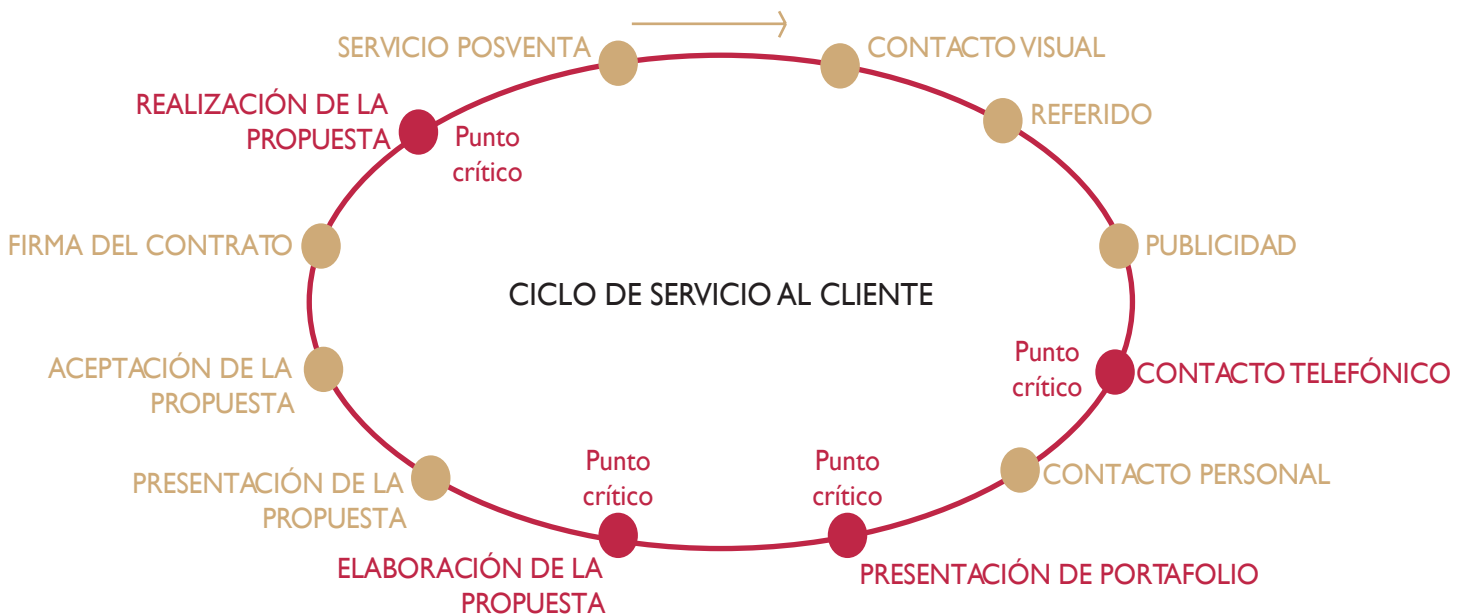 SERVICIO POSVENTA
CONTACTO VISUAL
REALIZACIÓN DE LA
PROPUESTA
Punto
crítico
REFERIDO
FIRMA DEL CONTRATO
PUBLICIDAD
CICLO DE SERVICIO AL CLIENTE
ACEPTACIÓN DE LA
PROPUESTA
Punto
crítico
CONTACTO TELEFÓNICO
PRESENTACIÓN DE LA
PROPUESTA
Punto
crítico
Punto
crítico
CONTACTO PERSONAL
ELABORACIÓN DE LA
PROPUESTA
PRESENTACIÓN DE PORTAFOLIO